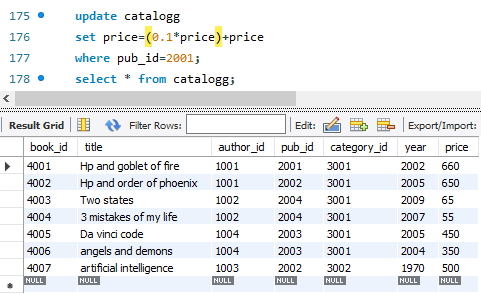 175 update catalogg
176 set price=(0.1*price)+price
177 where pub_id=2001;
178 select * from catalogg;
Result Grid Filter Rows: Edit: Export/Import:
book_id title author_id pub_id category_id year price
4001 Hp and goblet of fire 1001 2001 3001 2002 660
4002 Hp and order of phoenix 1001 2002 3001 2005 650
4003 Two states 1002 2004 3001 2009 65
4004 3 mistakes of my life 1002 2004 3001 2007 55
4005 Da vinci code 1004 2003 3001 2005 450
4006 angels and demons 1004 2003 3001 2004 350
4007 artificial intelligence 1003 2002 3002 1970 500
NULL NULL NULL NULL NULL NULL NULL